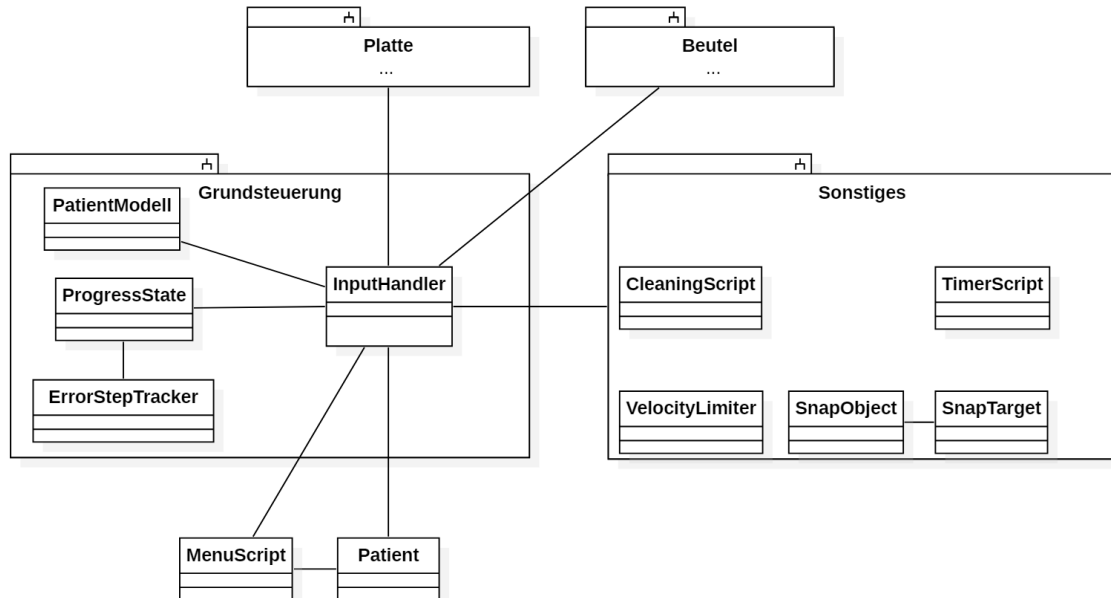 Platte
...
Beutel
...
Grundsteuerung
PatientModell
InputHandler
ProgressState
ErrorStepTracker
Sonstiges
CleaningScript
TimerScript
VelocityLimiter
SnapObject
SnapTarget
MenuScript
Patient